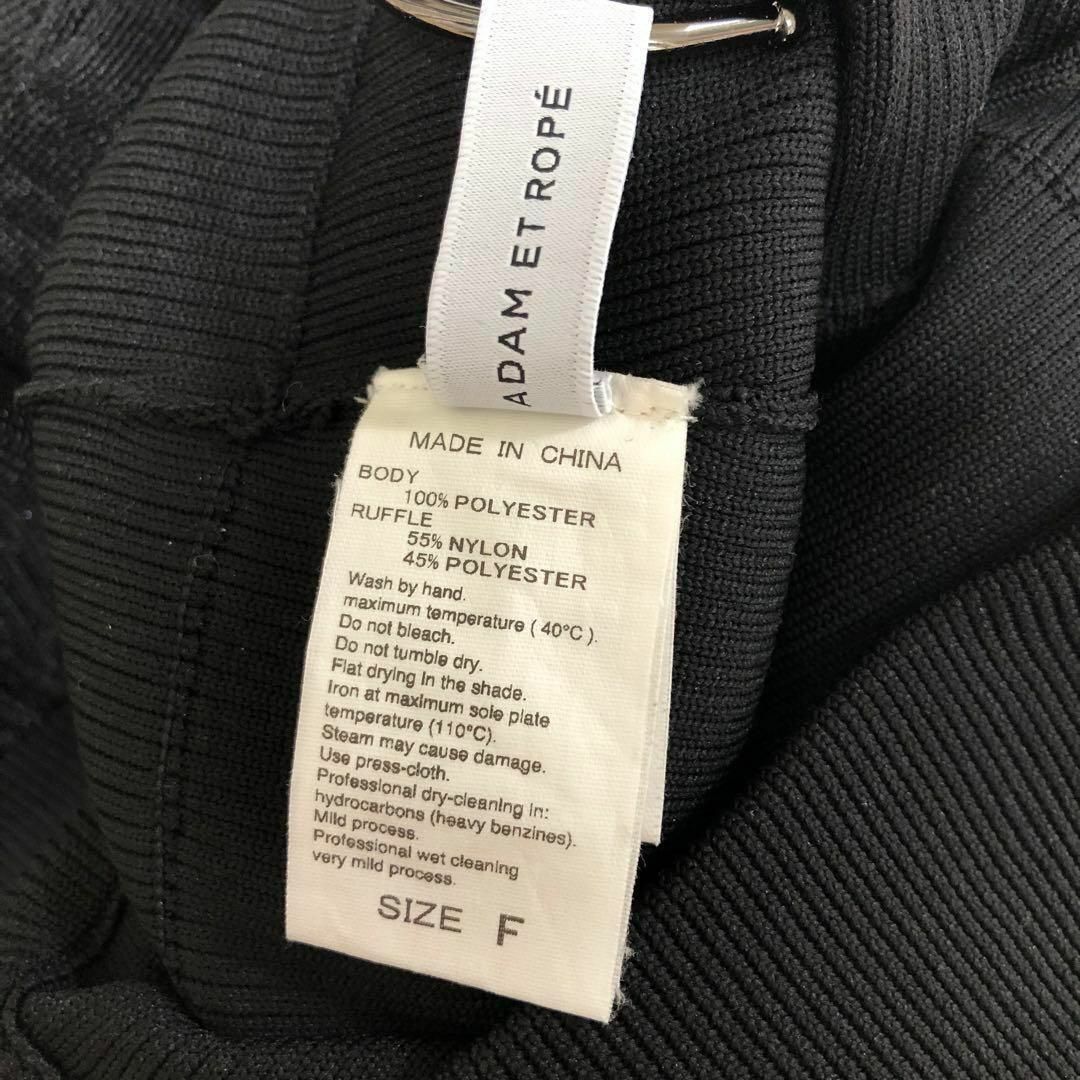 ADAM ET ROPÉ
MADE IN CHINA
BODY
100% POLYESTER
RUFFLE
55% NYLON
45% POLYESTER
Wash by hand.
maximum temperature ( 40°C ).
Do not bleach.
Do not tumble dry.
Flat drying in the shade.
Iron at maximum sole plate
temperature (110°C).
Steam may cause damage.
Use press-cloth.
Professional dry-cleaning in:
hydrocarbons (heavy benzines).
Mild process.
Professional wet cleaning
very mild process.
SIZE F